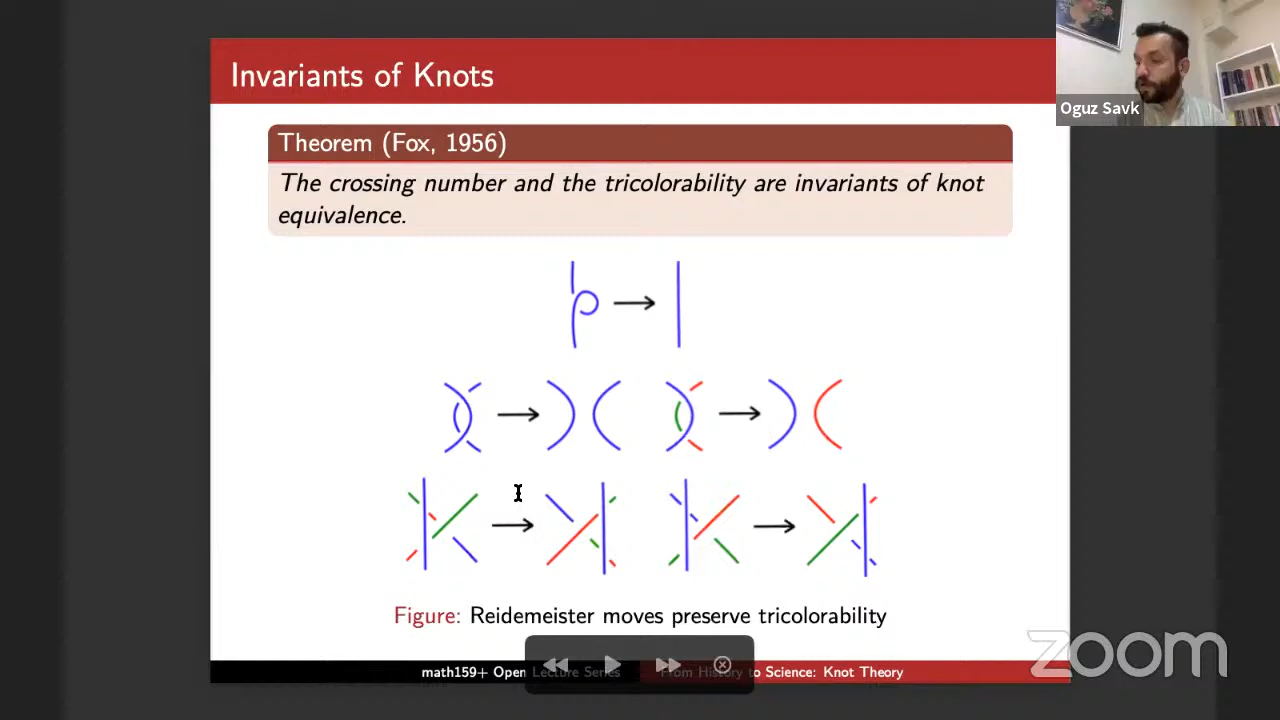 Invariants of Knots
Theorem (Fox, 1956)
The crossing number and the tricolorability are invariants of knot
equivalence.
Figure: Reidemeister moves preserve tricolorability
math159+ Open Lecture Series
From History to Science: Knot Theory
Oguz Savk
zoom